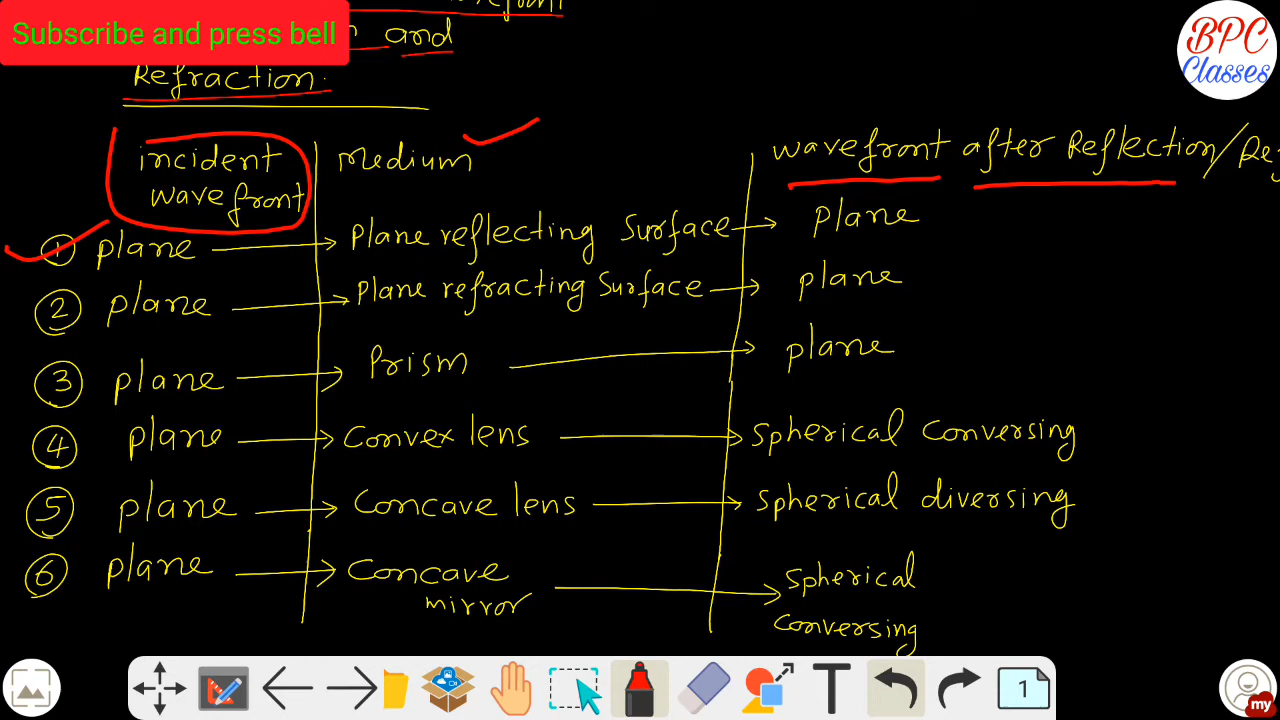 Subscribe and press bell
and
Refraction.
BPC
Classes
incident
wavefront
Medium
wavefront after Reflection/Re
① plane → Plane reflecting Surface → plane
② plane → Plane refracting Surface → plane
③ plane → Prism → plane
④ plane → Convex lens → Spherical Conversing
⑤ plane → Concave lens → Spherical diversing
⑥ plane → Concave mirror → Spherical Conversing
T
1
my